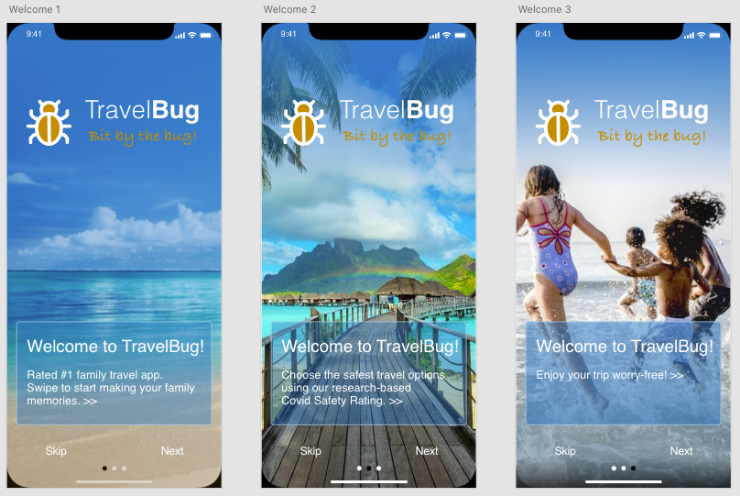 Welcome 1
9:41
TravelBug
Bit by the bug!
Welcome to TravelBug!
Rated #1 family travel app.
Swipe to start making your family
memories. >>
Skip
Next
Welcome 2
9:41
TravelBug
Bit by the bug!
Welcome to TravelBug!
Choose the safest travel options
using our research-based
Covid Safety Rating. >>
Skip
Next
Welcome 3
9:41
TravelBug
Bit by the bug!
Welcome to TravelBug!
Enjoy your trip worry-free! >>
Skip
Next